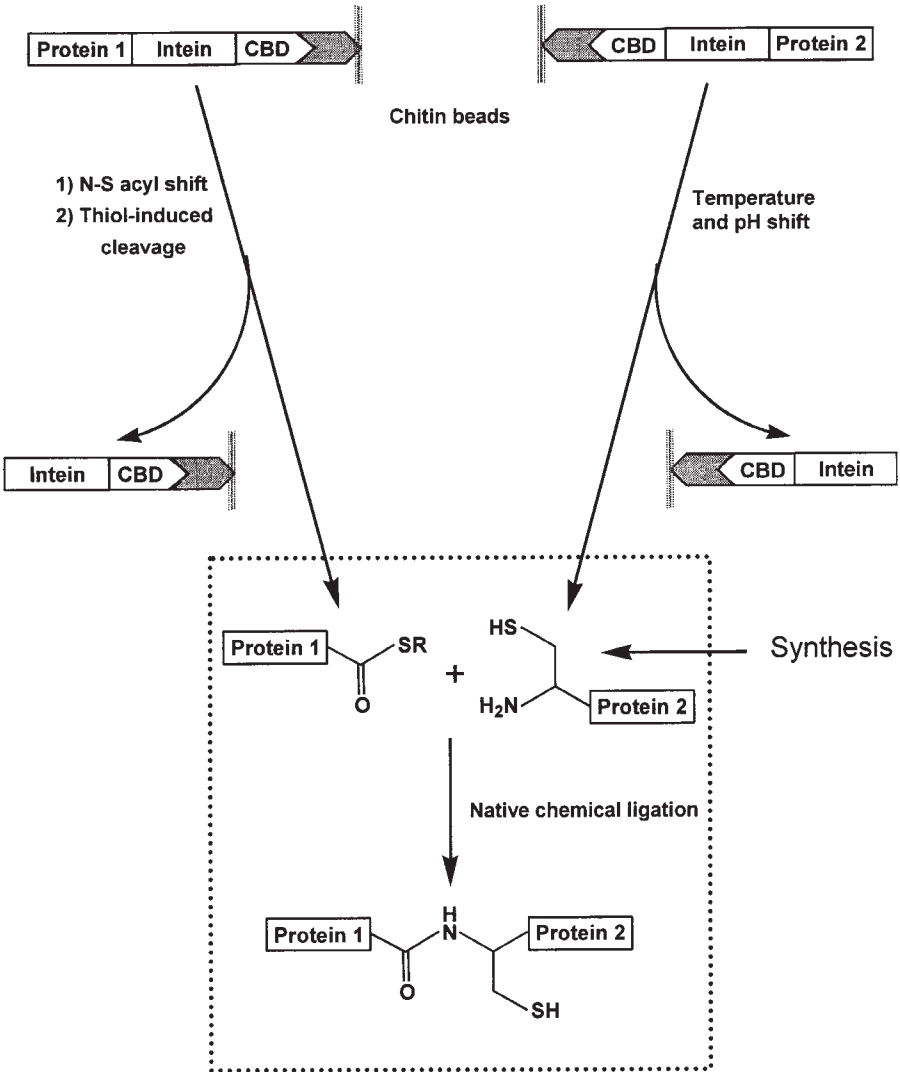 Protein 1 Intein CBD
CBD Intein Protein 2
Chitin beads
1) N-S acyl shift
2) Thiol-induced
cleavage
Temperature
and pH shift
Intein CBD
CBD Intein
Protein 1
SR
O
+
HS
H₂N
Protein 2
Synthesis
Native chemical ligation
Protein 1
O
H
N
Protein 2
SH